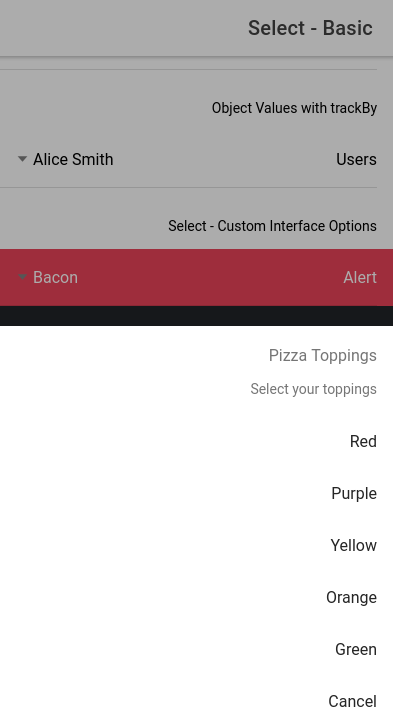 Select - Basic
Object Values with trackBy
Users
Alice Smith
Select - Custom Interface Options
Alert
Bacon
Pizza Toppings
Select your toppings
Red
Purple
Yellow
Orange
Green
Cancel